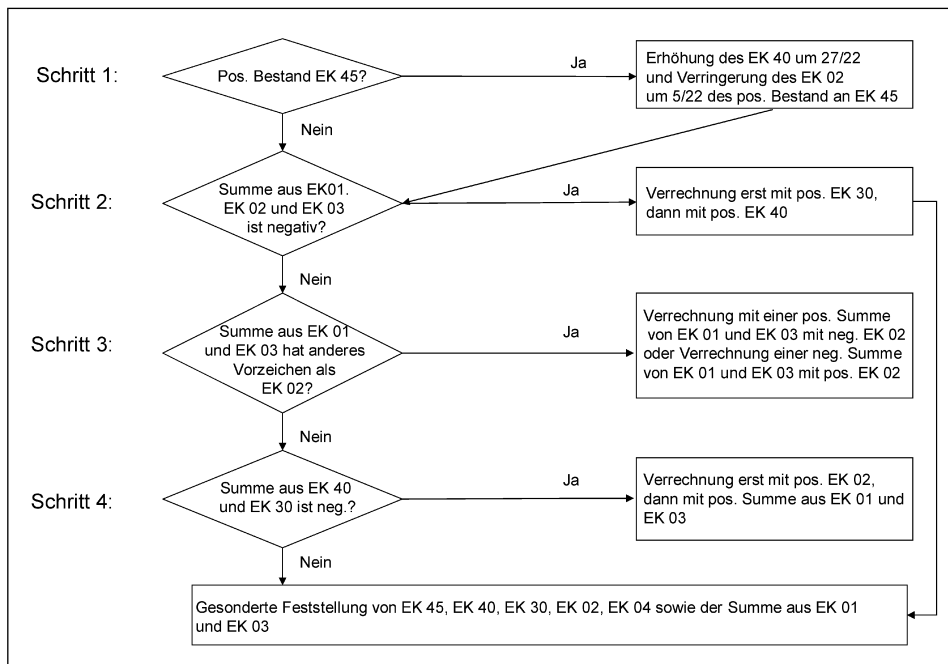 Schritt 1:
Pos. Bestand EK 45?
Ja
Erhöhung des EK 40 um 27/22
und Verringerung des EK 02
um 5/22 des pos. Bestand an EK 45
Nein
Schritt 2:
Summe aus EK01.
EK 02 und EK 03
ist negativ?
Ja
Verrechnung erst mit pos. EK 30,
dann mit pos. EK 40
Nein
Schritt 3:
Summe aus EK 01
und EK 03 hat anderes
Vorzeichen als
EK 02?
Ja
Verrechnung mit einer pos. Summe
von EK 01 und EK 03 mit neg. EK 02
oder Verrechnung einer neg. Summe
von EK 01 und EK 03 mit pos. EK 02
Nein
Schritt 4:
Summe aus EK 40
und EK 30 ist neg.?
Ja
Verrechnung erst mit pos. EK 02,
dann mit pos. Summe aus EK 01 und
EK 03
Nein
Gesonderte Feststellung von EK 45, EK 40, EK 30, EK 02, EK 04 sowie der Summe aus EK 01
und EK 03